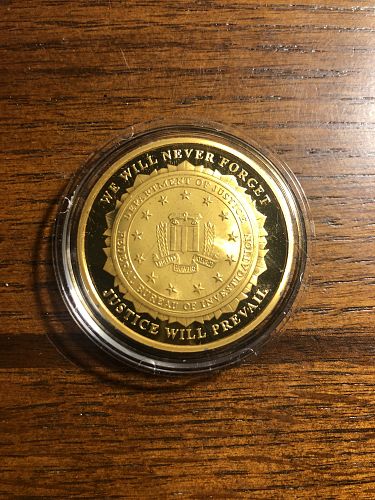 WE WILL NEVER FORGET
DEPARTMENT OF JUSTICE
FEDERAL BUREAU OF INVESTIGATION
JUSTICE WILL PREVAIL